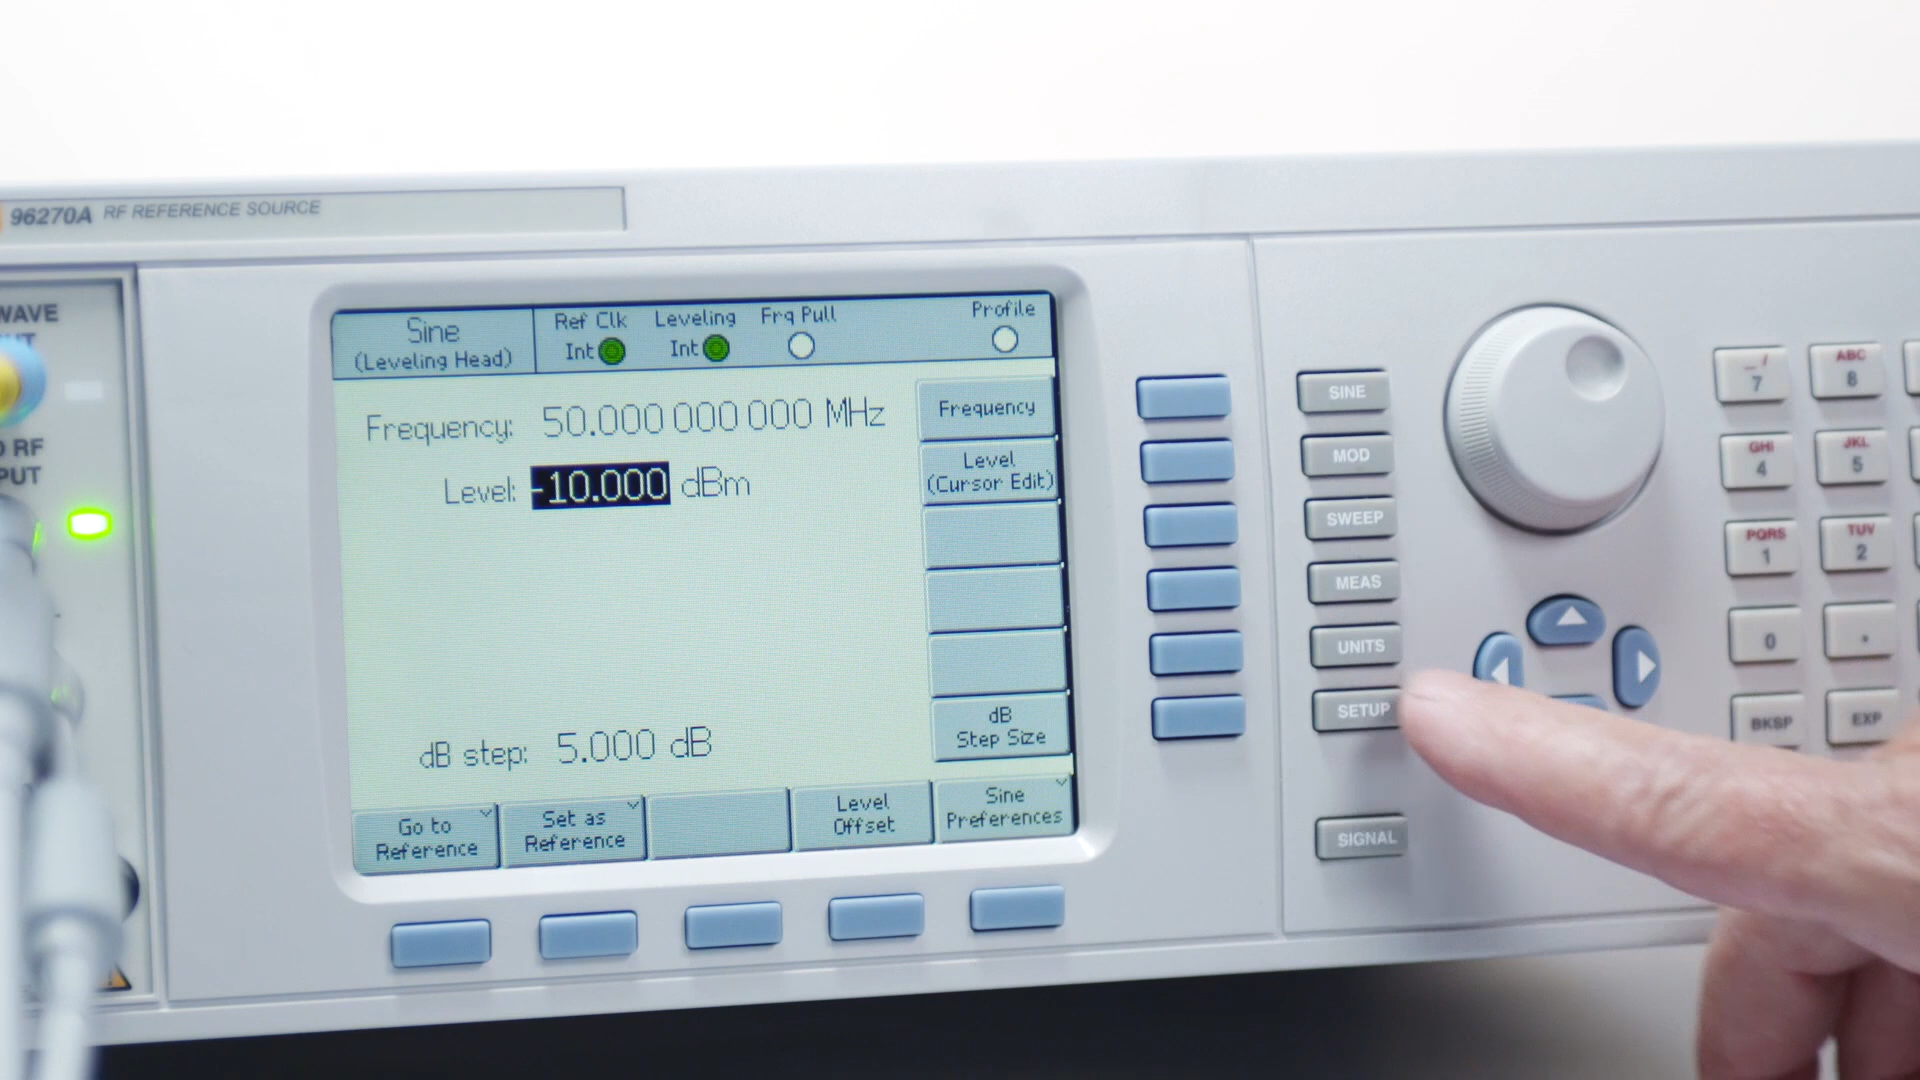 96270A RF REFERENCE SOURCE
Sine
(Leveling Head)
Ref Clk
Int
Leveling
Int
Frq Pull
Profile
Frequency: 50.000 000 000 MHz
Level: -10.000 dBm
dB step: 5.000 dB
Frequency
Level
(Cursor Edit)
dB
Step Size
Go to
Reference
Set as
Reference
Level
Offset
Sine
Preferences
SINE
MOD
SWEEP
MEAS
UNITS
SETUP
SIGNAL
_ /
7
ABC
8
GHI
4
JKL
5
PQRS
1
TUV
2
0
.
BKSP
EXP
WAVE
RF
PUT